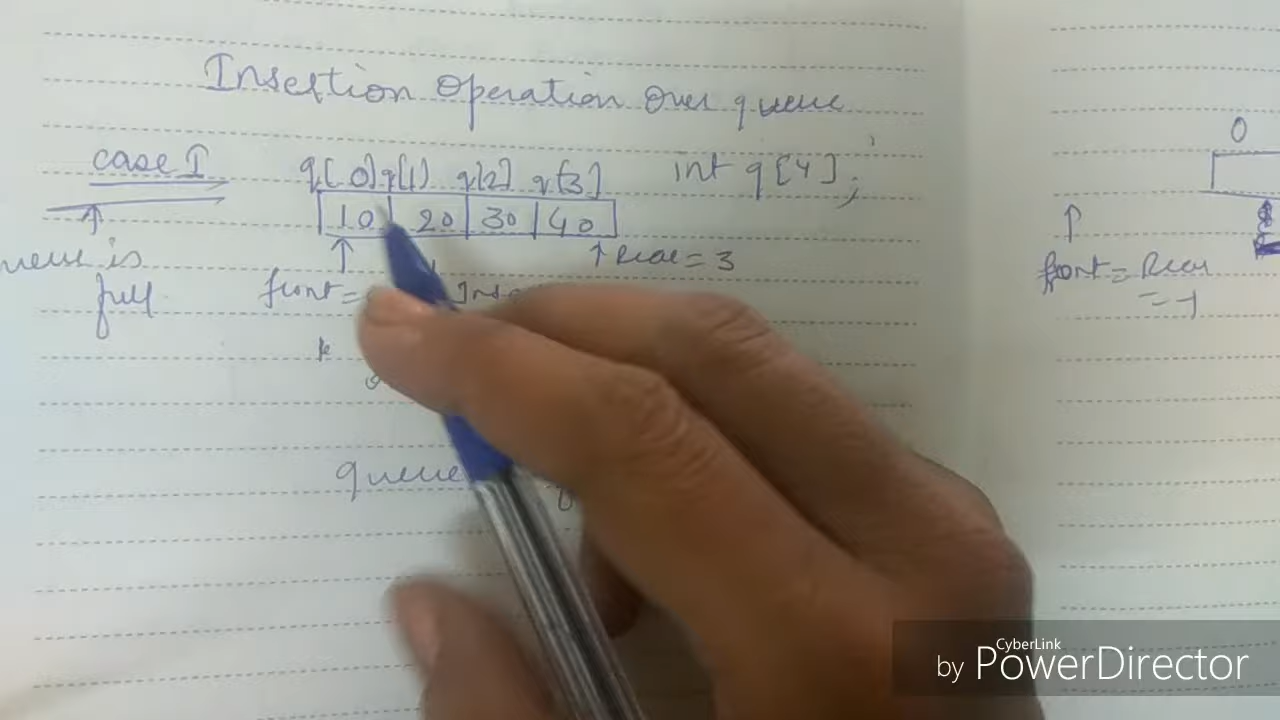 Insertion Operation Over queue
case I q[0] q[1] q[2] q[3] int q[4];
10 20 30 40
Rear = 3
is
full
front =
queue
0
front = Rear
= -1
CyberLink
by PowerDirector